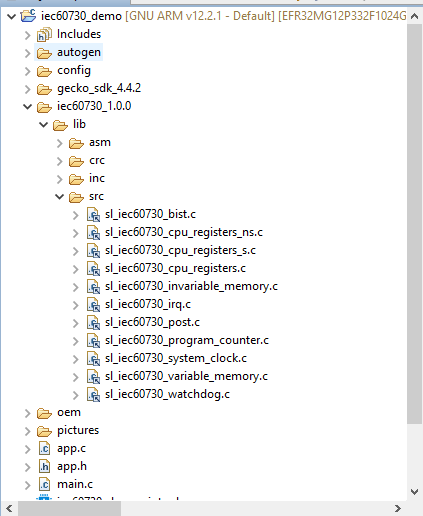 iec60730_demo [GNU ARM v12.2.1 - Default] [EFR32MG12P332F1024G
Includes
autogen
config
gecko_sdk_4.4.2
iec60730_1.0.0
lib
asm
crc
inc
src
sl_iec60730_bist.c
sl_iec60730_cpu_registers_ns.c
sl_iec60730_cpu_registers_s.c
sl_iec60730_cpu_registers.c
sl_iec60730_invariable_memory.c
sl_iec60730_irq.c
sl_iec60730_post.c
sl_iec60730_program_counter.c
sl_iec60730_system_clock.c
sl_iec60730_variable_memory.c
sl_iec60730_watchdog.c
oem
pictures
app.c
app.h
main.c